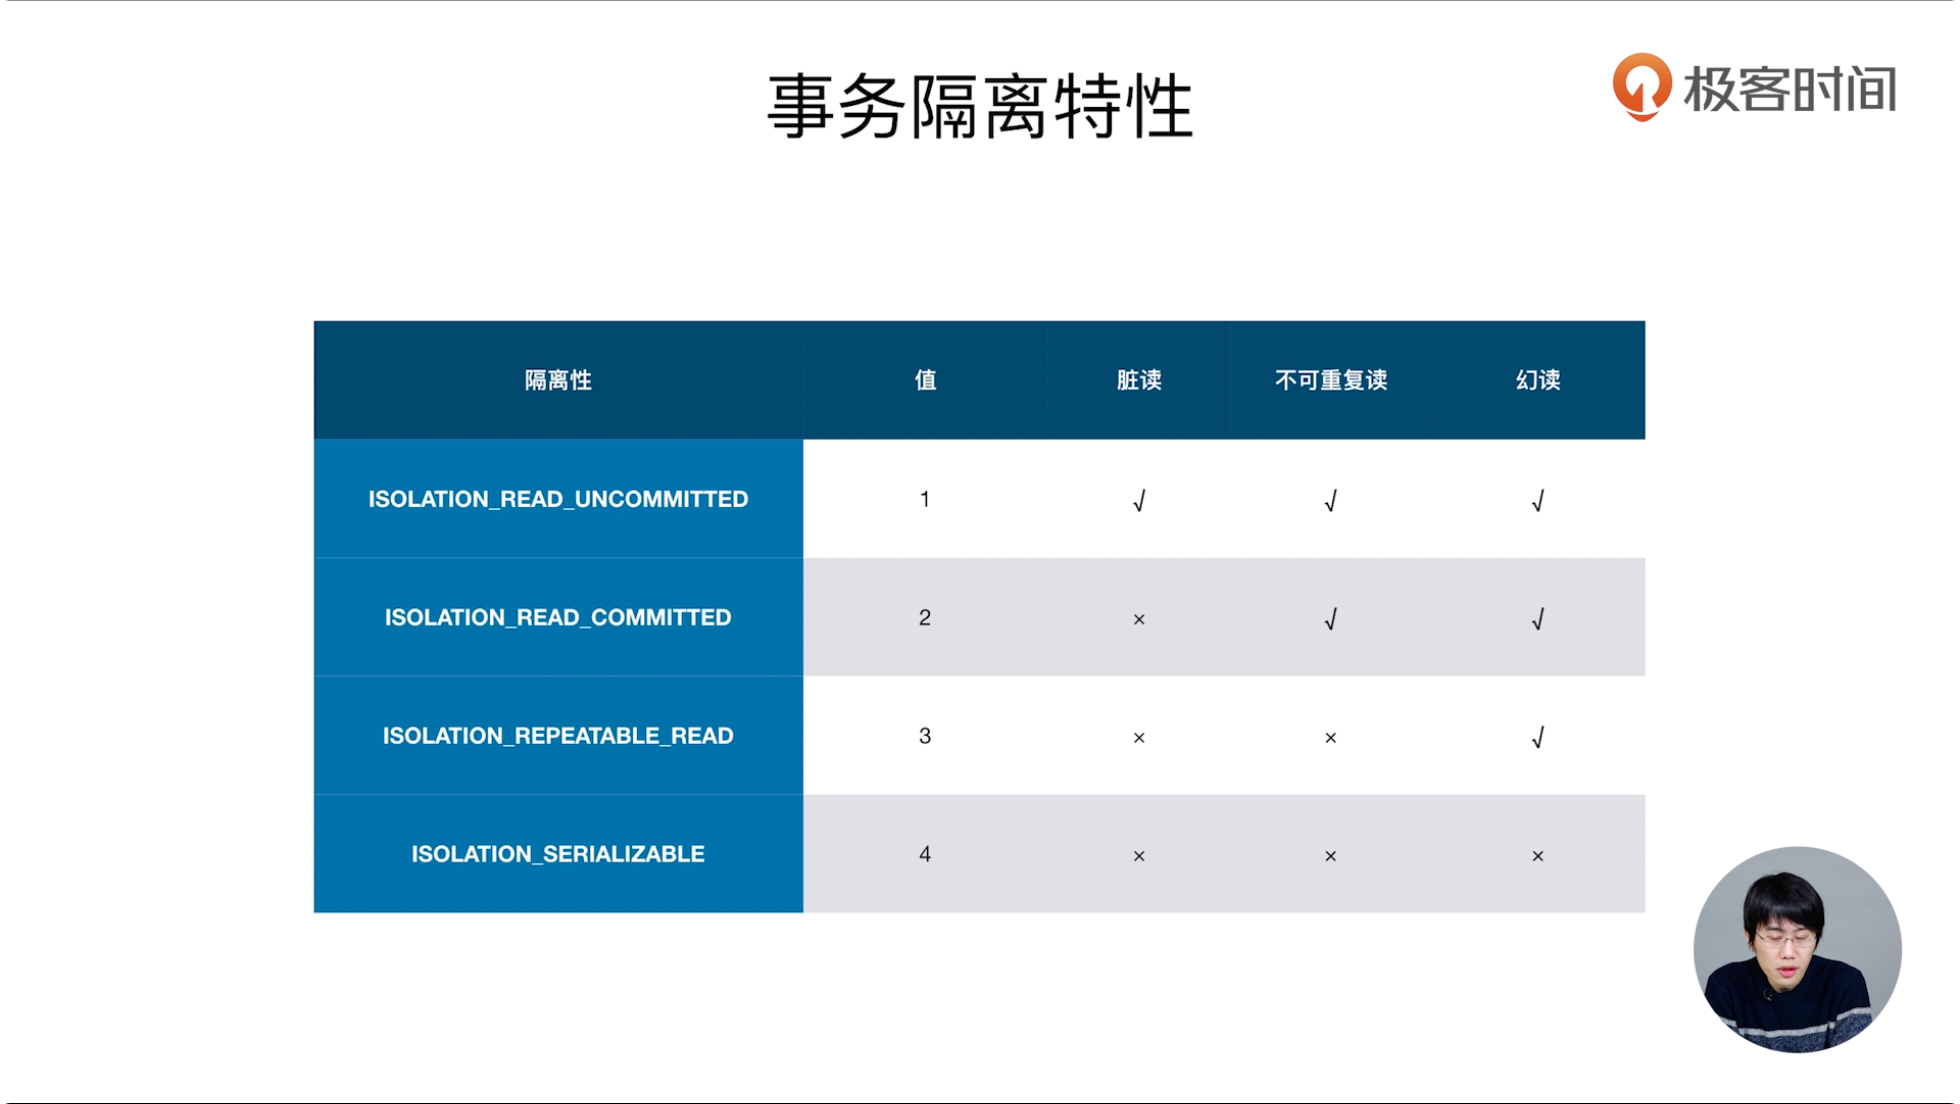 事务隔离特性
极客时间
隔离性 值 脏读 不可重复读 幻读
ISOLATION_READ_UNCOMMITTED 1 √ √ √
ISOLATION_READ_COMMITTED 2 × √ √
ISOLATION_REPEATABLE_READ 3 × × √
ISOLATION_SERIALIZABLE 4 × × ×